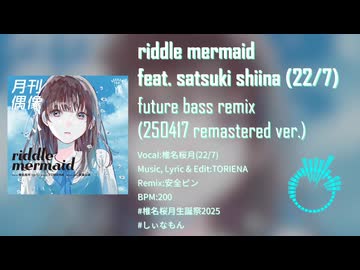 riddle mermaid
feat. satsuki shiina (22/7)
future bass remix
(250417 remastered ver.)
Vocal:椎名桜月(22/7)
Music, Lyric & Edit:TORIENA
Remix:安全ピン
BPM:200
#椎名桜月生誕祭2025
#しぃなもん
月刊
偶像
riddle
mermaid